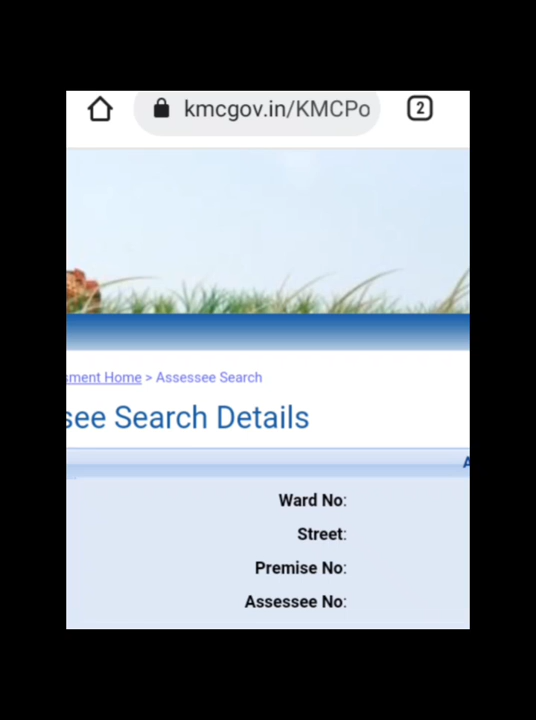 kmcgov.in/KMCPo
2
sment Home > Assessee Search
see Search Details
A
Ward No:
Street:
Premise No:
Assessee No: